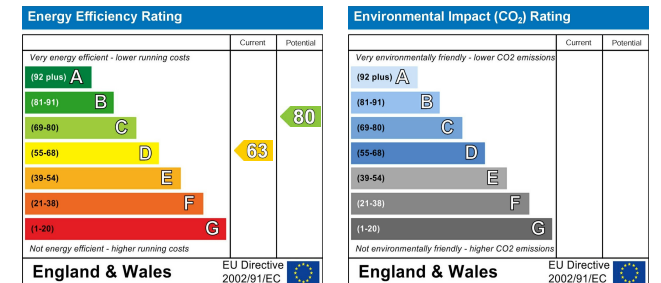 Energy Efficiency Rating
Current Potential
Very energy efficient - lower running costs
(92 plus) A
(81-91) B
(69-80) C
(55-68) D
(39-54) E
(21-38) F
(1-20) G
80
63
Not energy efficient - higher running costs
England & Wales
EU Directive
2002/91/EC
Environmental Impact (CO₂) Rating
Current Potential
Very environmentally friendly - lower CO2 emissions
(92 plus) A
(81-91) B
(69-80) C
(55-68) D
(39-54) E
(21-38) F
(1-20) G
Not environmentally friendly - higher CO2 emissions
England & Wales
EU Directive
2002/91/EC